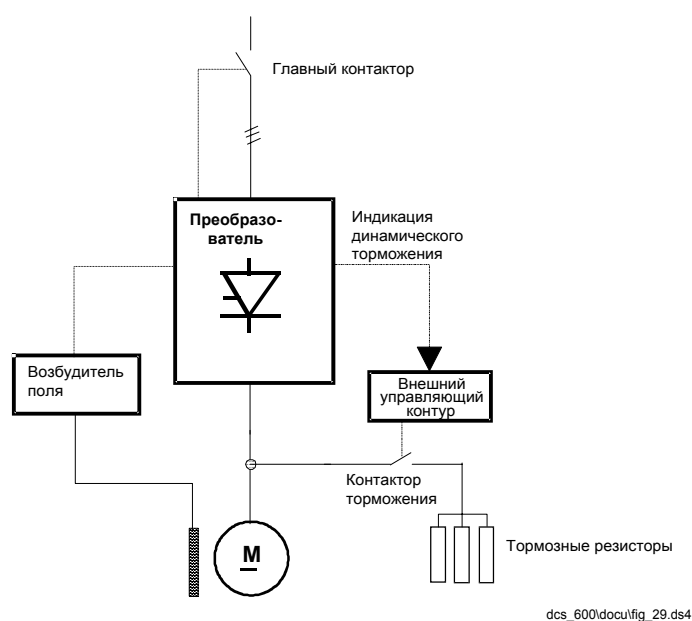 Главный контактор
Преобразо-
ватель
Индикация
динамического
торможения
Возбудитель
поля
Внешний
управляющий
контур
Контактор
торможения
M
Тормозные резисторы
dcs_600\docu\fig_29.ds4